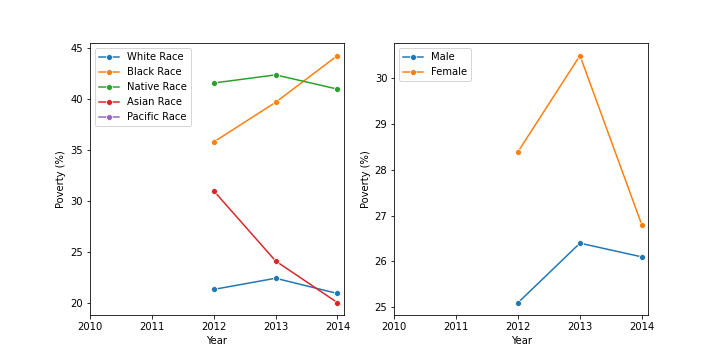 45
40
35
30
25
20
Poverty (%)
White Race
Black Race
Native Race
Asian Race
Pacific Race
2010 2011 2012 2013 2014
Year
30
29
28
27
26
25
Poverty (%)
Male
Female
2010 2011 2012 2013 2014
Year